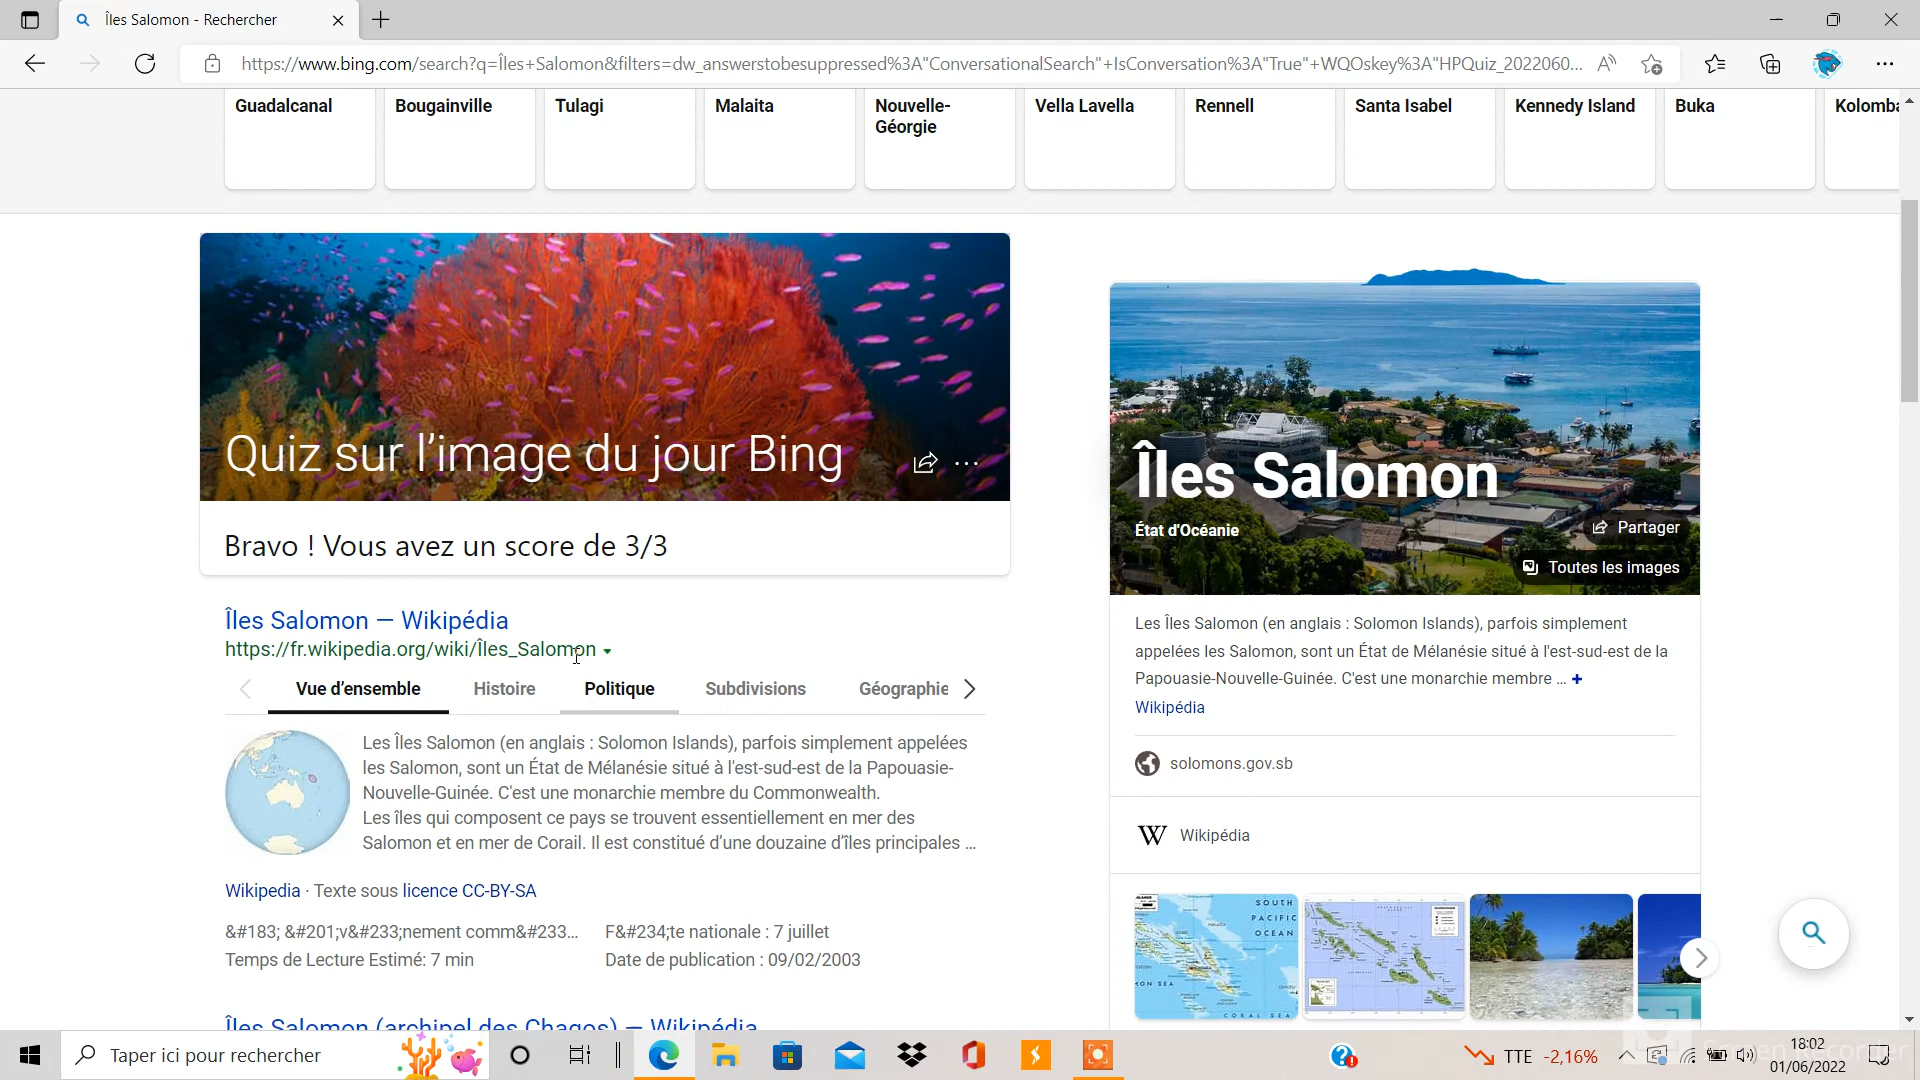 Îles Salomon - Rechercher
https://www.bing.com/search?q=Îles+Salomon&filters=dw_answerstobesuppressed%3A"ConversationalSearch"+IsConversation%3A"True"+WQOskey%3A"HPQuiz_2022060...
Guadalcanal
Bougainville
Tulagi
Malaita
Nouvelle-
Géorgie
Vella Lavella
Rennell
Santa Isabel
Kennedy Island
Buka
Quiz sur l'image du jour Bing
Bravo ! Vous avez un score de 3/3
Îles Salomon — Wikipédia
https://fr.wikipedia.org/wiki/Îles_Salomon
Vue d'ensemble
Histoire
Politique
Subdivisions
Géographie
Les Îles Salomon (en anglais : Solomon Islands), parfois simplement appelées
les Salomon, sont un État de Mélanésie situé à l'est-sud-est de la Papouasie-
Nouvelle-Guinée. C'est une monarchie membre du Commonwealth.
Les îles qui composent ce pays se trouvent essentiellement en mer des
Salomon et en mer de Corail. Il est constitué d'une douzaine d'îles principales ...
Wikipedia · Texte sous licence CC-BY-SA
&#183; &#201;v&#233;nement comm&#233...
F&#234;te nationale : 7 juillet
Temps de Lecture Estimé: 7 min
Date de publication : 09/02/2003
Îles Salomon (archipel des Chagos) — Wikipédia
Îles Salomon
État d'Océanie
Partager
Toutes les images
Les Îles Salomon (en anglais : Solomon Islands), parfois simplement
appelées les Salomon, sont un État de Mélanésie situé à l'est-sud-est de la
Papouasie-Nouvelle-Guinée. C'est une monarchie membre ... +
Wikipédia
solomons.gov.sb
W Wikipédia
SOUTH
PACIFIC
OCEAN
CORAL SEA
Taper ici pour rechercher
TTE -2,16%
18:02
01/06/2022
Screen Recorder